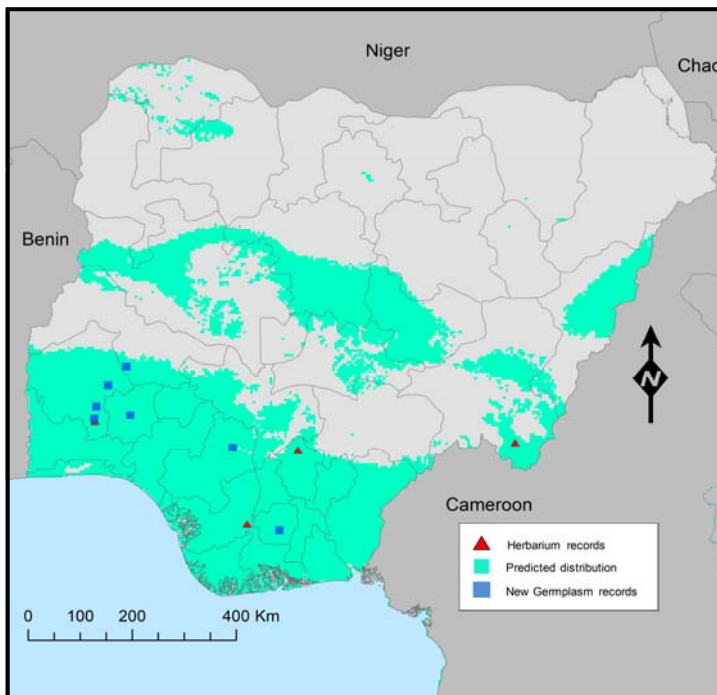 Niger
Chad
Benin
N
Cameroon
Herbarium records
Predicted distribution
New Germplasm records
0 100 200 400 Km